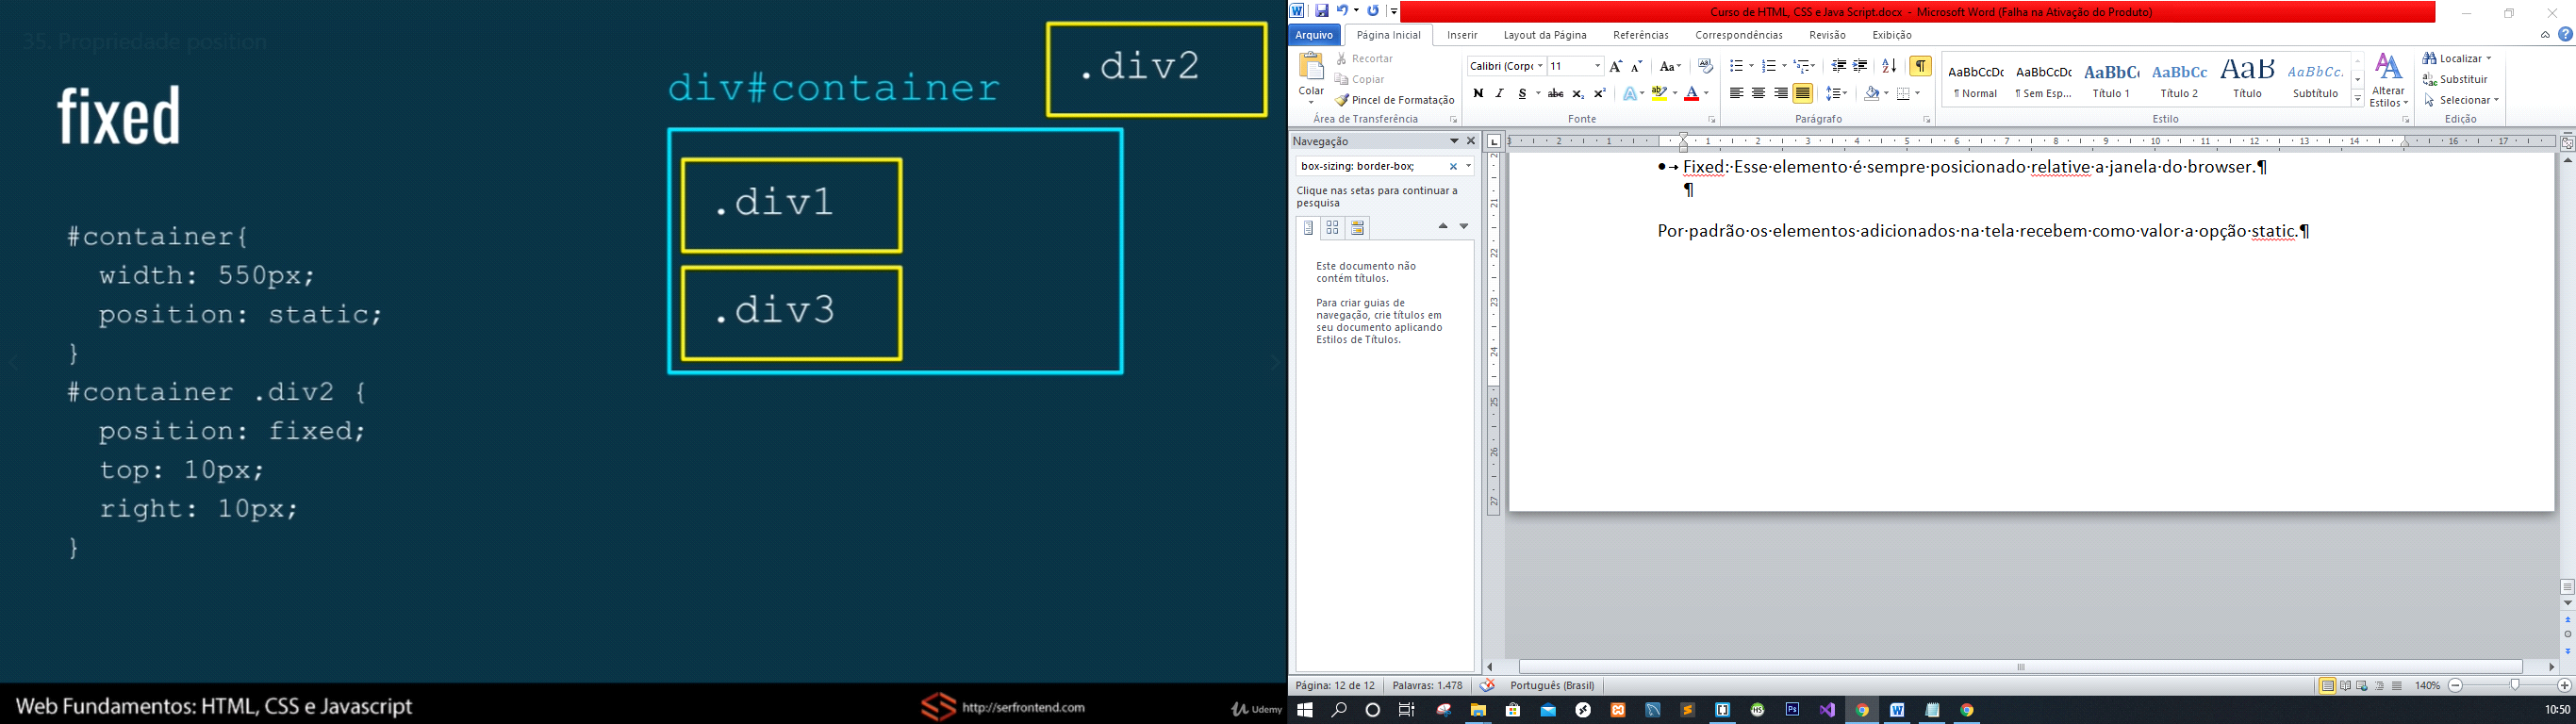 35. Propriedade position
fixed
#container{
width: 550px;
position: static;
}
#container .div2 {
position: fixed;
top: 10px;
right: 10px;
}
div#container
.div2
.div1
.div3
Web Fundamentos: HTML, CSS e Javascript
http://serfrontend.com
Udemy
Curso de HTML, CSS e Java Script.docx - Microsoft Word (Falha na Ativação do Produto)
Arquivo Página Inicial Inserir Layout da Página Referências Correspondências Revisão Exibição
Colar
Recortar
Copiar
Pincel de Formatação
Área de Transferência
Calibri (Corpo 11
Fonte
Parágrafo
AaBbCcDc AaBbCcDc AaBbC AaBbCc AaB AaBbCc.
¶ Normal ¶ Sem Esp... Título 1 Título 2 Título Subtítulo
Alterar
Estilos
Estilo
Localizar
Substituir
Selecionar
Edição
Navegação
box-sizing: border-box;
Clique nas setas para continuar a
pesquisa
Este documento não
contém títulos.
Para criar guias de
navegação, crie títulos em
seu documento aplicando
Estilos de Títulos.
Fixed: Esse elemento é sempre posicionado relative a janela do browser.¶
¶
Por padrão os elementos adicionados na tela recebem como valor a opção static.¶
Página: 12 de 12 Palavras: 1.478 Português (Brasil) 140%
10:50